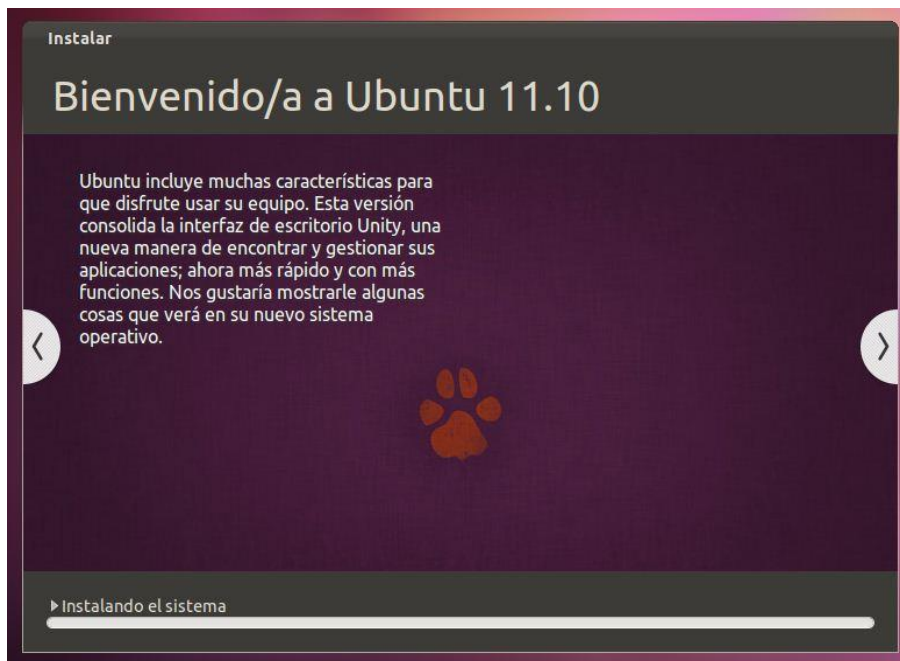 Instalar
Bienvenido/a a Ubuntu 11.10
Ubuntu incluye muchas características para
que disfrute usar su equipo. Esta versión
consolida la interfaz de escritorio Unity, una
nueva manera de encontrar y gestionar sus
aplicaciones; ahora más rápido y con más
funciones. Nos gustaría mostrarle algunas
cosas que verá en su nuevo sistema
operativo.
Instalando el sistema